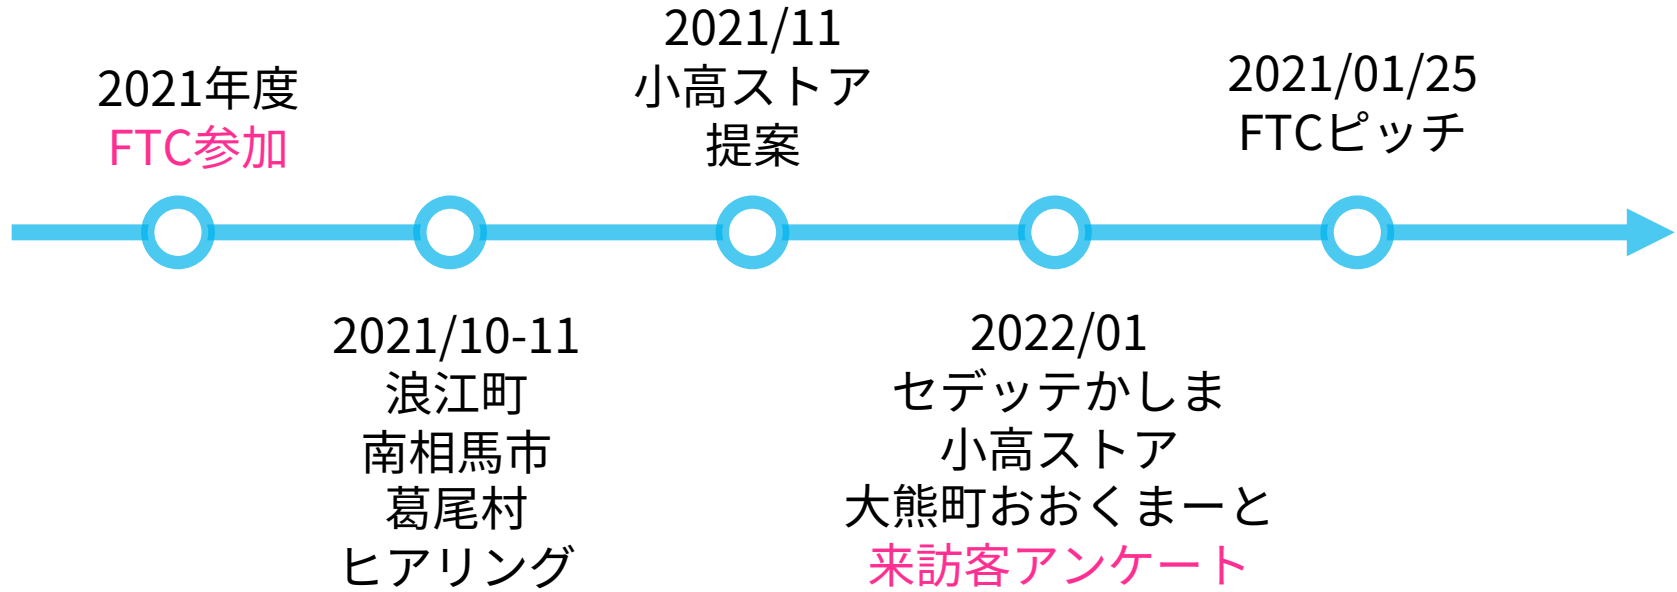 2021年度
FTC参加
2021/10-11
浪江町
南相馬市
葛尾村
ヒアリング
2021/11
小高ストア
提案
2022/01
セデッテかしま
小高ストア
大熊町おおくまーと
来訪客アンケート
2021/01/25
FTCピッチ